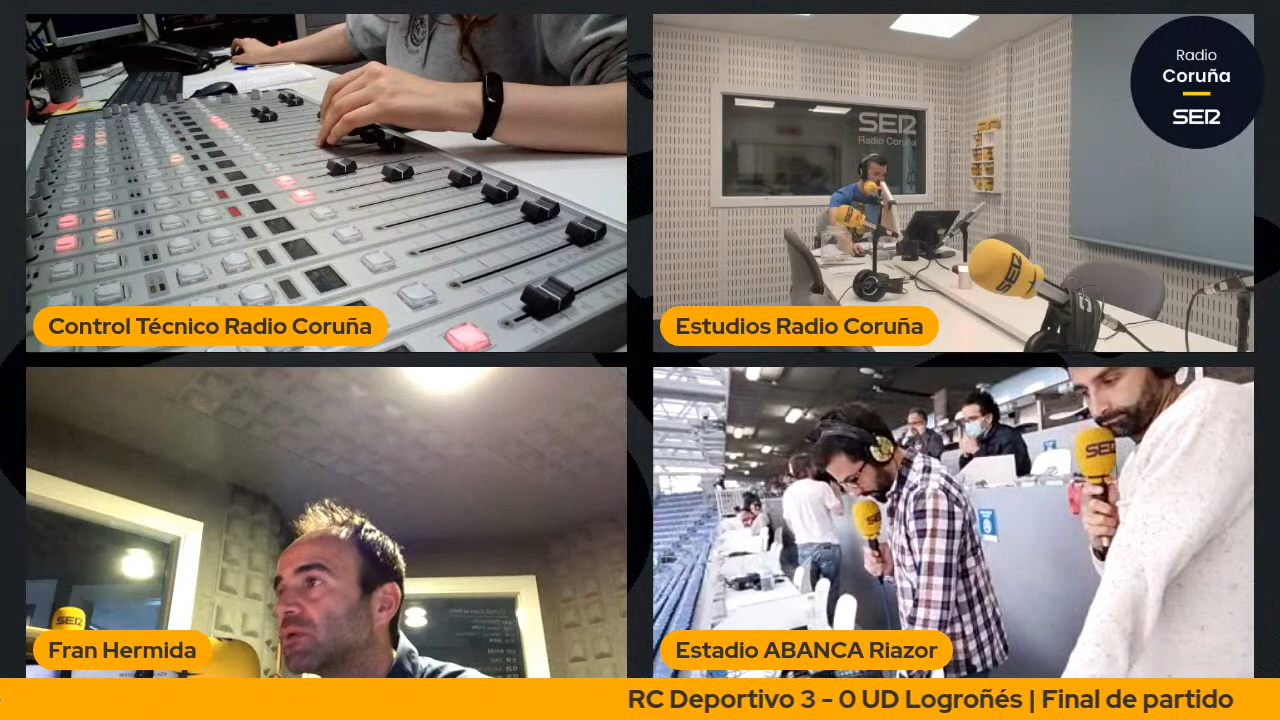 Radio
Coruña
SER
SER
Radio Coruña
SER
Control Técnico Radio Coruña
Estudios Radio Coruña
SER
SER
Fran Hermida
Estadio ABANCA Riazor
RC Deportivo 3 - 0 UD Logroñés | Final de partido